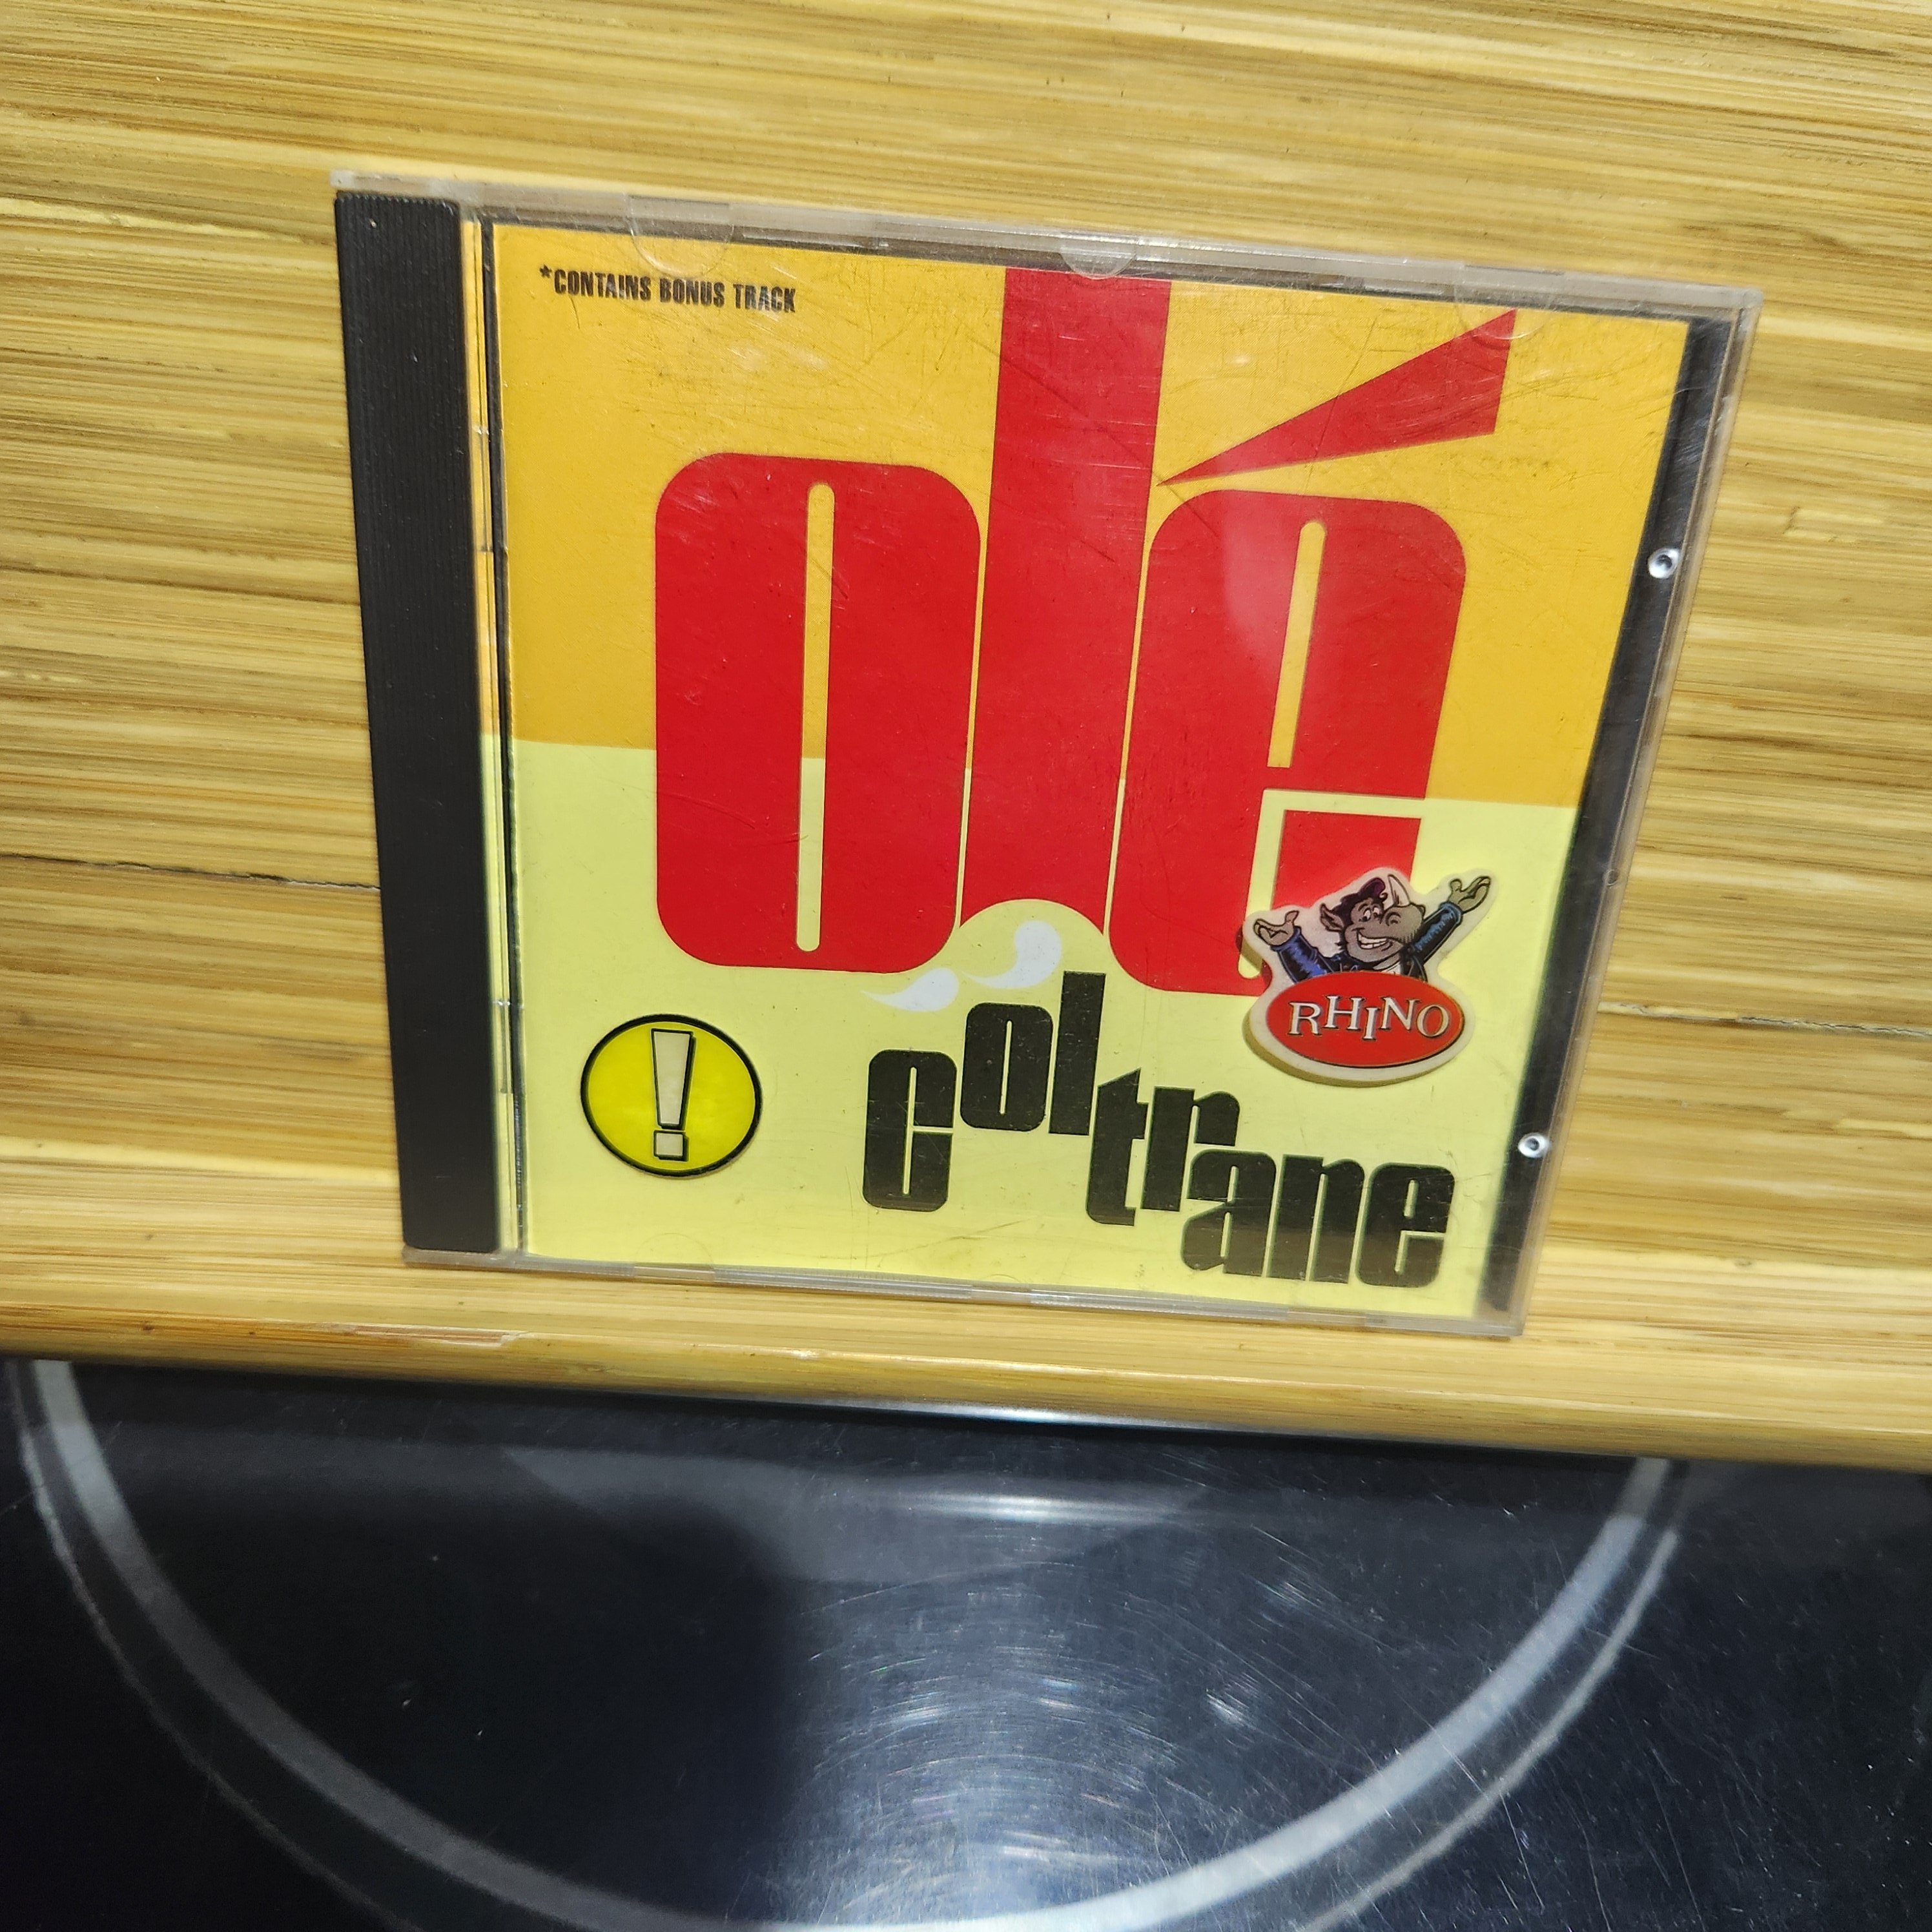 *CONTAINS BONUS TRACK
olé
coltrane
RHINO
!